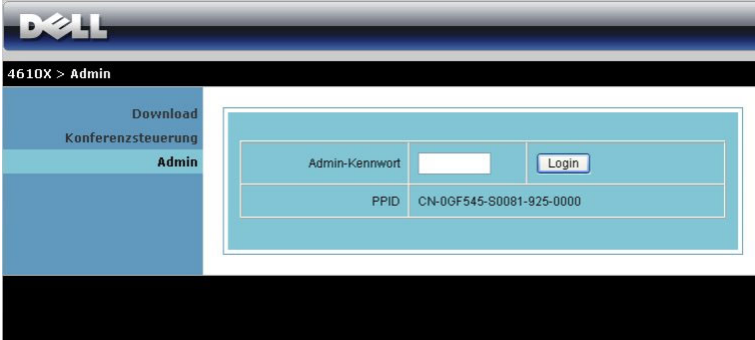 DELL
4610X > Admin
Download
Konferenzsteuerung
Admin
Admin-Kennwort
Login
PPID
CN-0GF545-S0081-925-0000